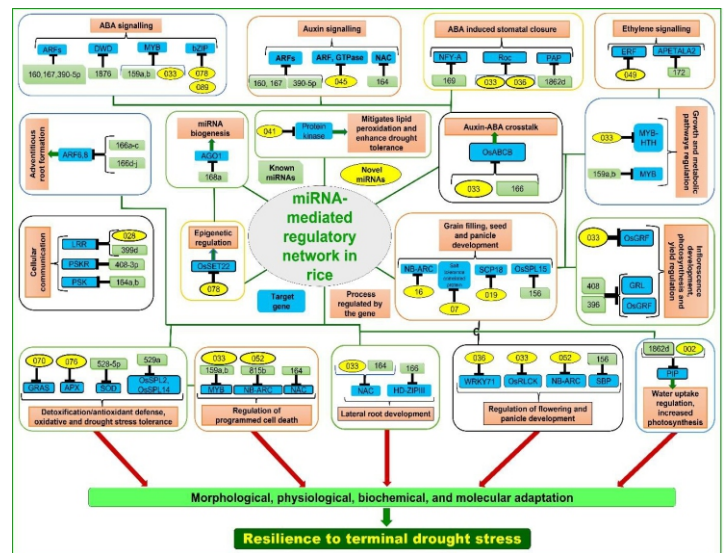 ABA signalling
ARFs
DWD
MYB
bZIP
160,167,390-5p
1876
159a,b
033
078
089
Auxin signalling
ARFs
ARF, GTPase
NAC
160, 167
390-5p
045
164
ABA induced stomatal closure
NFY-A
Roc
PAP
169
033
036
1862d
Ethylene signalling
ERF
APETALA2
049
172
Adventitious root formation
ARF6,8
166a-c
166d-j
miRNA
biogenesis
AGO1
168a
041
Protein
kinase
Mitigates lipid
peroxidation and
enhance drought
tolerance
Known
miRNAs
Novel
miRNAs
Auxin-ABA crosstalk
OsABCB
033
166
033
MYB-
HTH
159a,b
MYB
Growth and metabolic
pathways regulation
miRNA-
mediated
regulatory
network in
rice
Cellular
communication
LRR
028
399d
PSKR
408-3p
PSK
164a,b
Epigenetic
regulation
OsSET22
078
Target
gene
Process
regulated by
the gene
Grain filling, seed and
panicle development
NB-ARC
SCP18
OsSPL15
16
07
019
156
033
OsGRF
408
396
GRL
OsGRF
Inflorescence
development,
photosynthesis and
yield regulation
070
076
528-5p
529a
GRAS
APX
SOD
OsSPL2,
OsSPL14
Detoxification/antioxidant defense,
oxidative and drought stress tolerance
033
052
159a,b
815b
164
MYB
NB-ARC
NAC
Regulation of
programmed cell death
033
164
166
NAC
HD-ZIPIII
Lateral root development
036
033
052
156
WRKY71
OsRLCK
NB-ARC
SBP
Regulation of flowering and
panicle development
1862d
002
PIP
Water uptake
regulation,
increased
photosynthesis
Morphological, physiological, biochemical, and molecular adaptation
Resilience to terminal drought stress